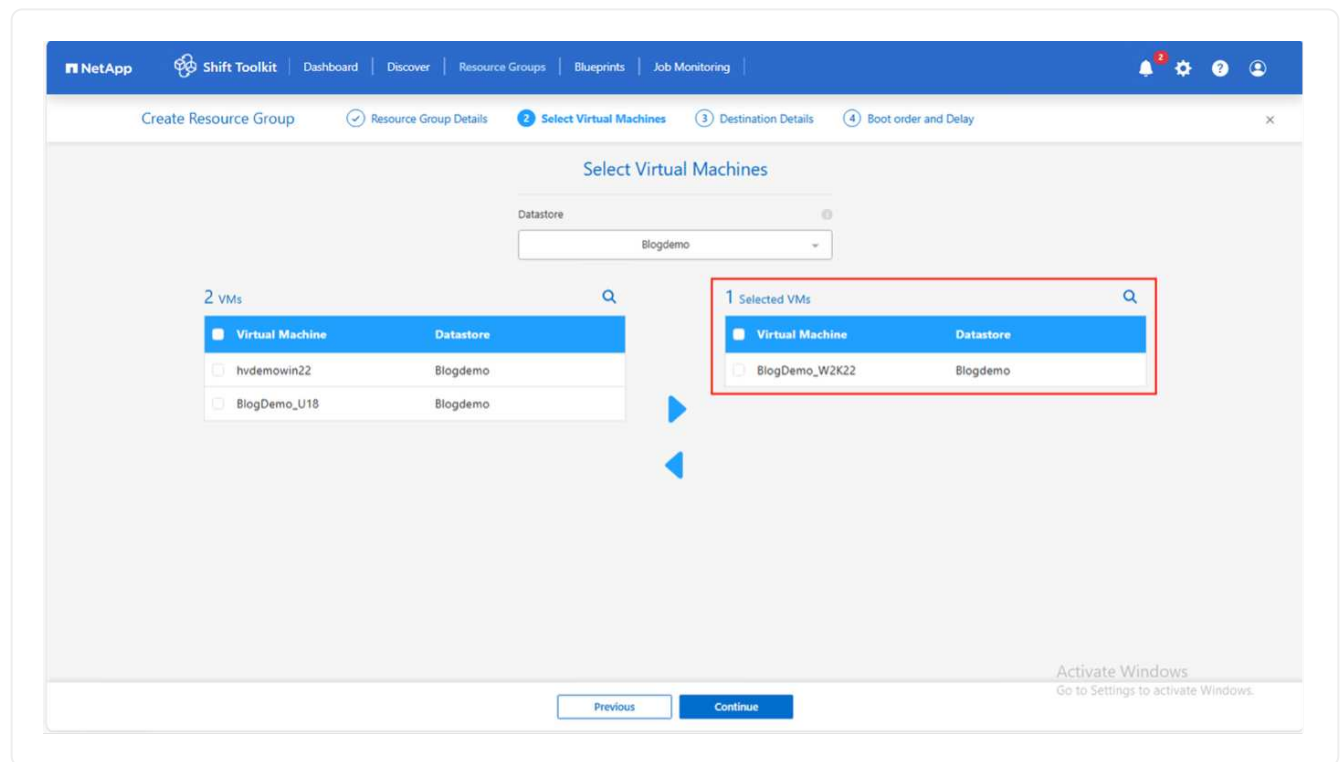 NetApp Shift Toolkit Dashboard Discover Resource Groups Blueprints Job Monitoring 2 ?
Create Resource Group Resource Group Details 2 Select Virtual Machines 3 Destination Details 4 Boot order and Delay
Select Virtual Machines
Datastore
Blogdemo
2 VMs
Virtual Machine Datastore
hvdemowin22 Blogdemo
BlogDemo_U18 Blogdemo
1 Selected VMs
Virtual Machine Datastore
BlogDemo_W2K22 Blogdemo
Activate Windows
Go to Settings to activate Windows.
Previous Continue